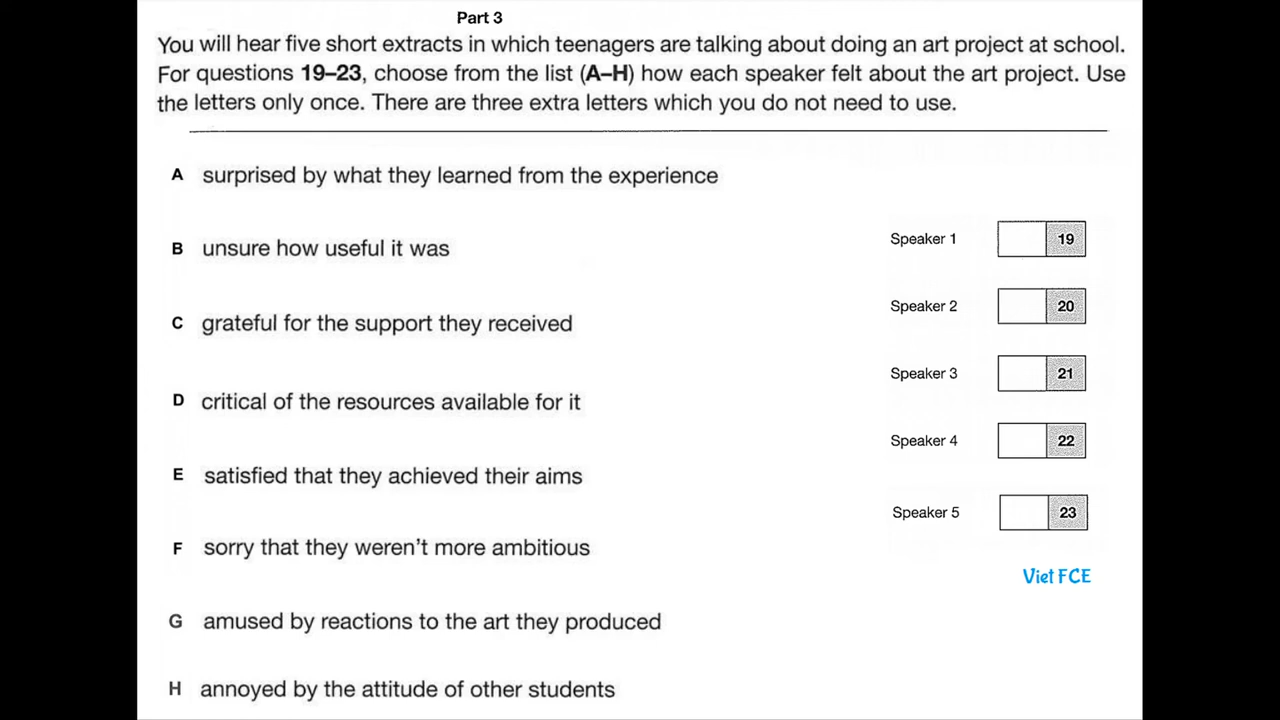 Part 3
You will hear five short extracts in which teenagers are talking about doing an art project at school.
For questions 19–23, choose from the list (A–H) how each speaker felt about the art project. Use
the letters only once. There are three extra letters which you do not need to use.
A surprised by what they learned from the experience
B unsure how useful it was
C grateful for the support they received
D critical of the resources available for it
E satisfied that they achieved their aims
F sorry that they weren't more ambitious
G amused by reactions to the art they produced
H annoyed by the attitude of other students
Speaker 1 19
Speaker 2 20
Speaker 3 21
Speaker 4 22
Speaker 5 23
Viet FCE